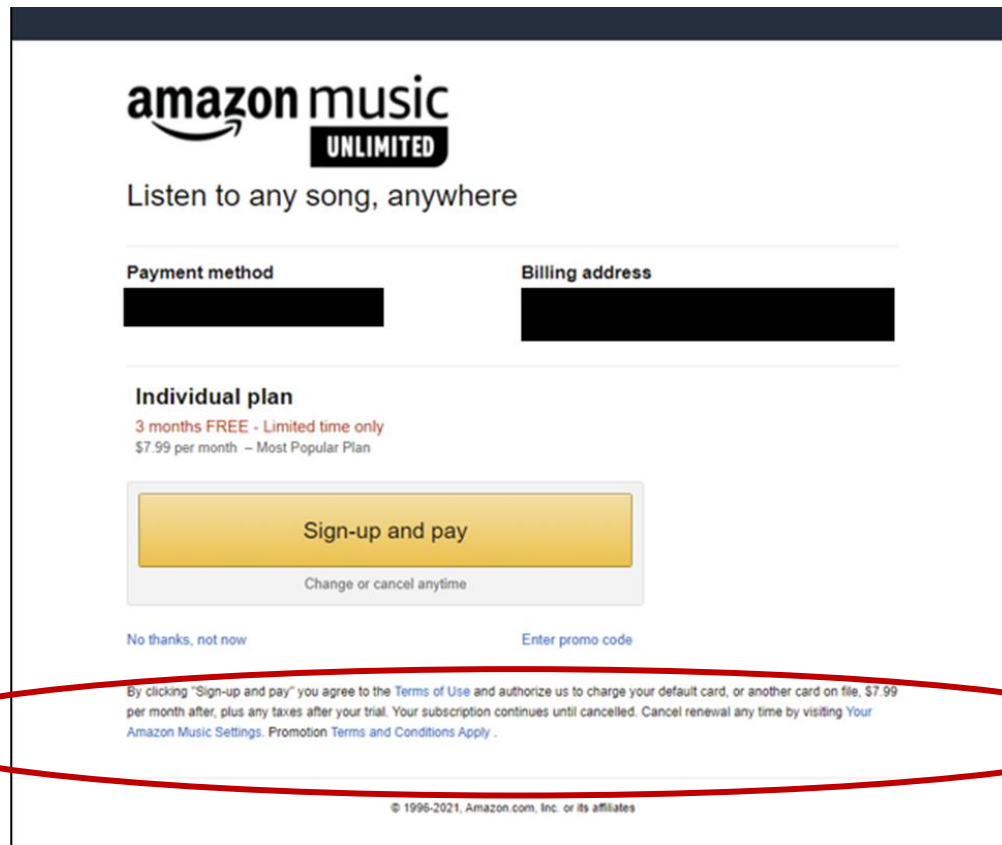 amazon music
UNLIMITED
Listen to any song, anywhere
Payment method
Billing address
Individual plan
3 months FREE - Limited time only
$7.99 per month – Most Popular Plan
Sign-up and pay
Change or cancel anytime
No thanks, not now
Enter promo code
By clicking "Sign-up and pay" you agree to the Terms of Use and authorize us to charge your default card, or another card on file, $7.99
per month after, plus any taxes after your trial. Your subscription continues until cancelled. Cancel renewal any time by visiting Your
Amazon Music Settings. Promotion Terms and Conditions Apply .
© 1996-2021, Amazon.com, Inc. or its affiliates